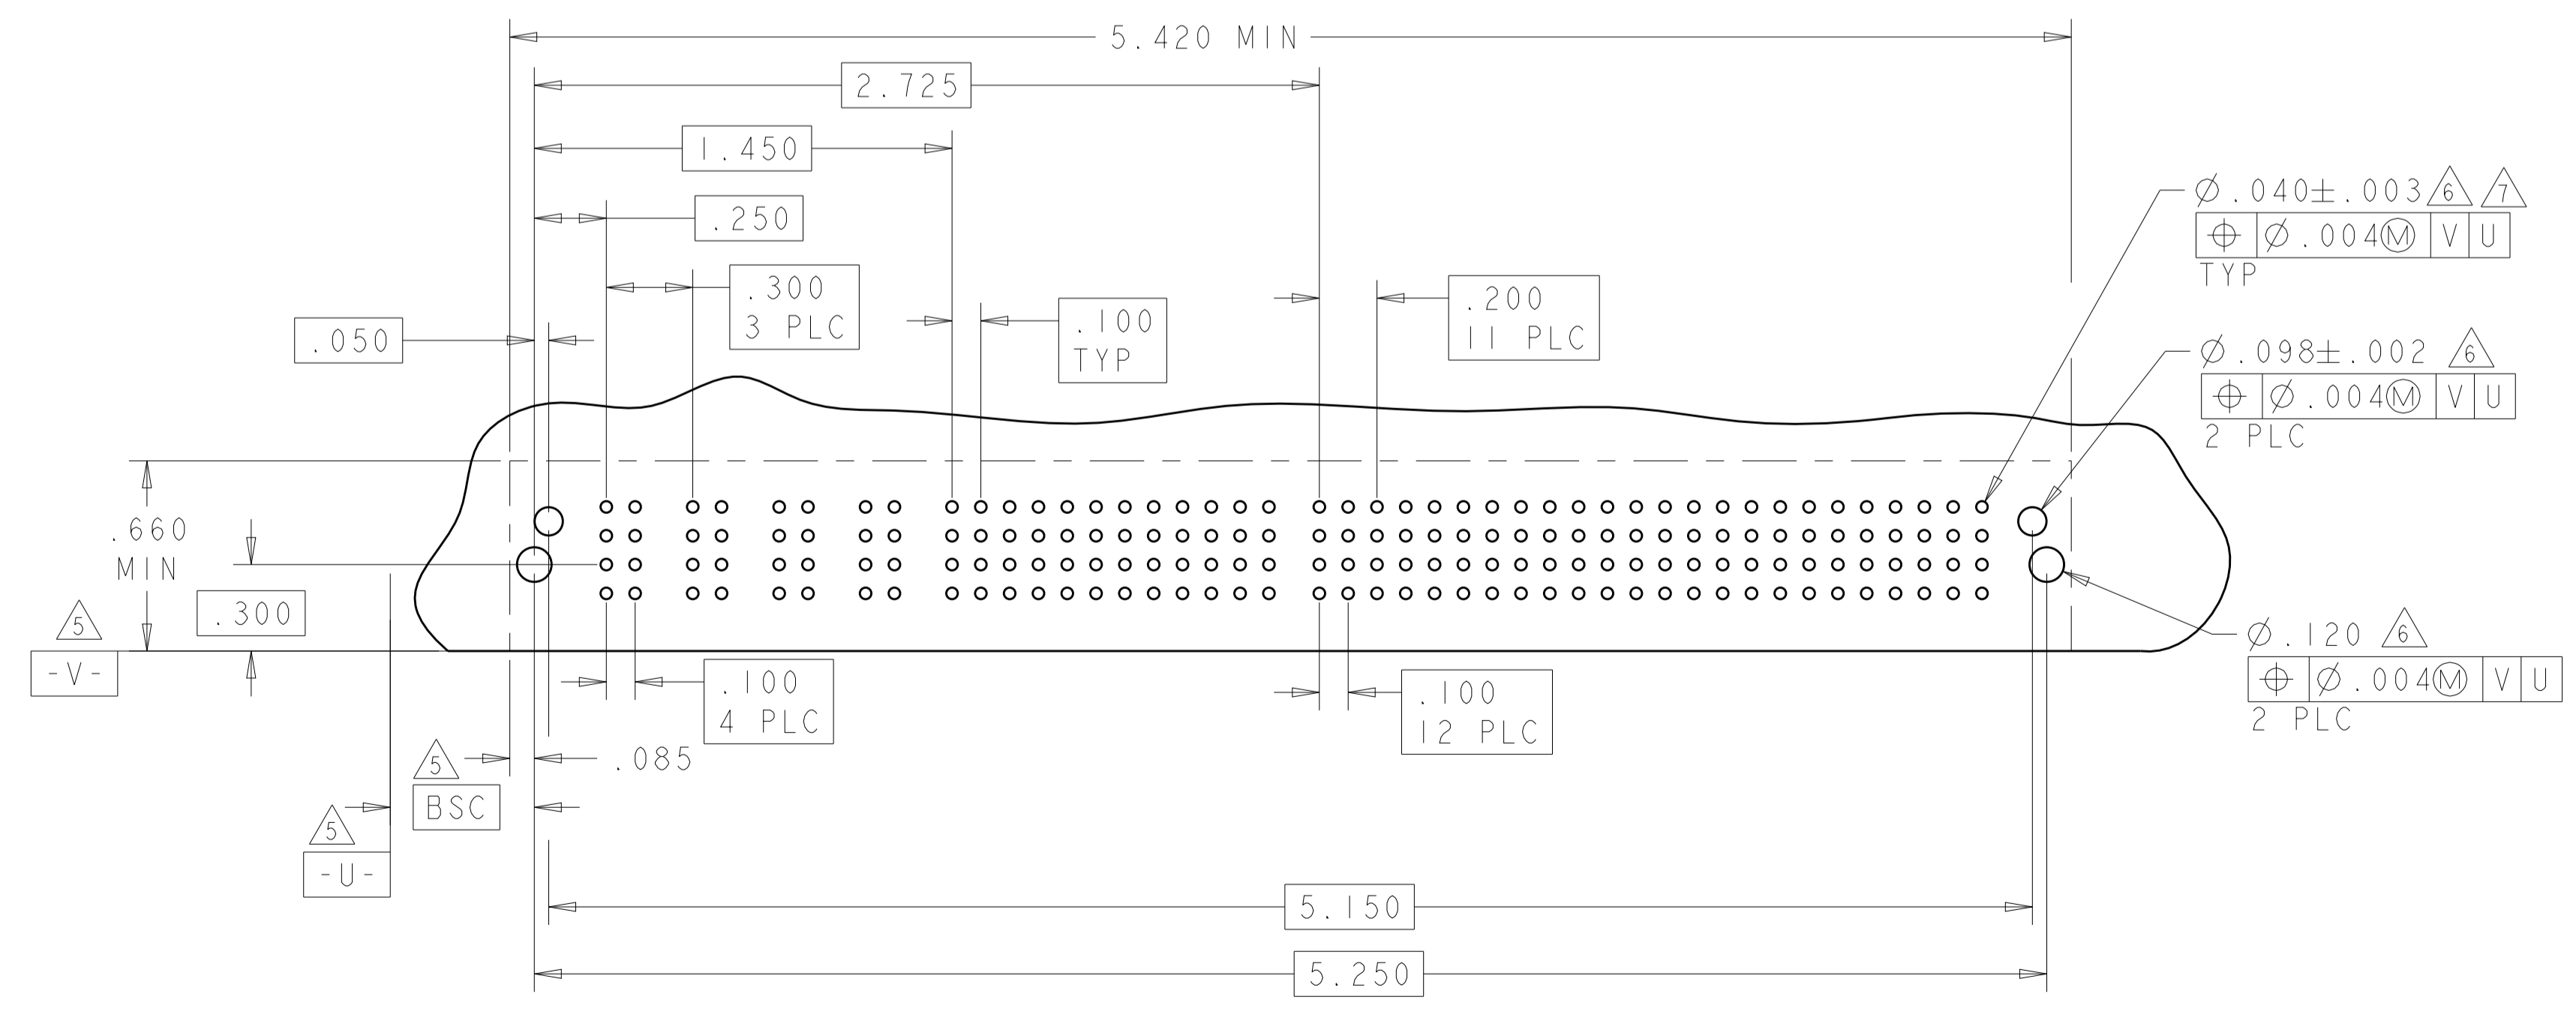 5.420 MIN
2.725
1.450
.250
.300
3 PLC
.050
.100
TYP
.200
11 PLC
Ø.040±.003 6 7
⌖ Ø.004Ⓜ V U
TYP
Ø.098±.002 6
⌖ Ø.004Ⓜ V U
2 PLC
.660
MIN
.300
5
-V-
Ø.120 6
⌖ Ø.004Ⓜ V U
2 PLC
.100
4 PLC
.100
12 PLC
.085
5
BSC
5
-U-
5.150
5.250